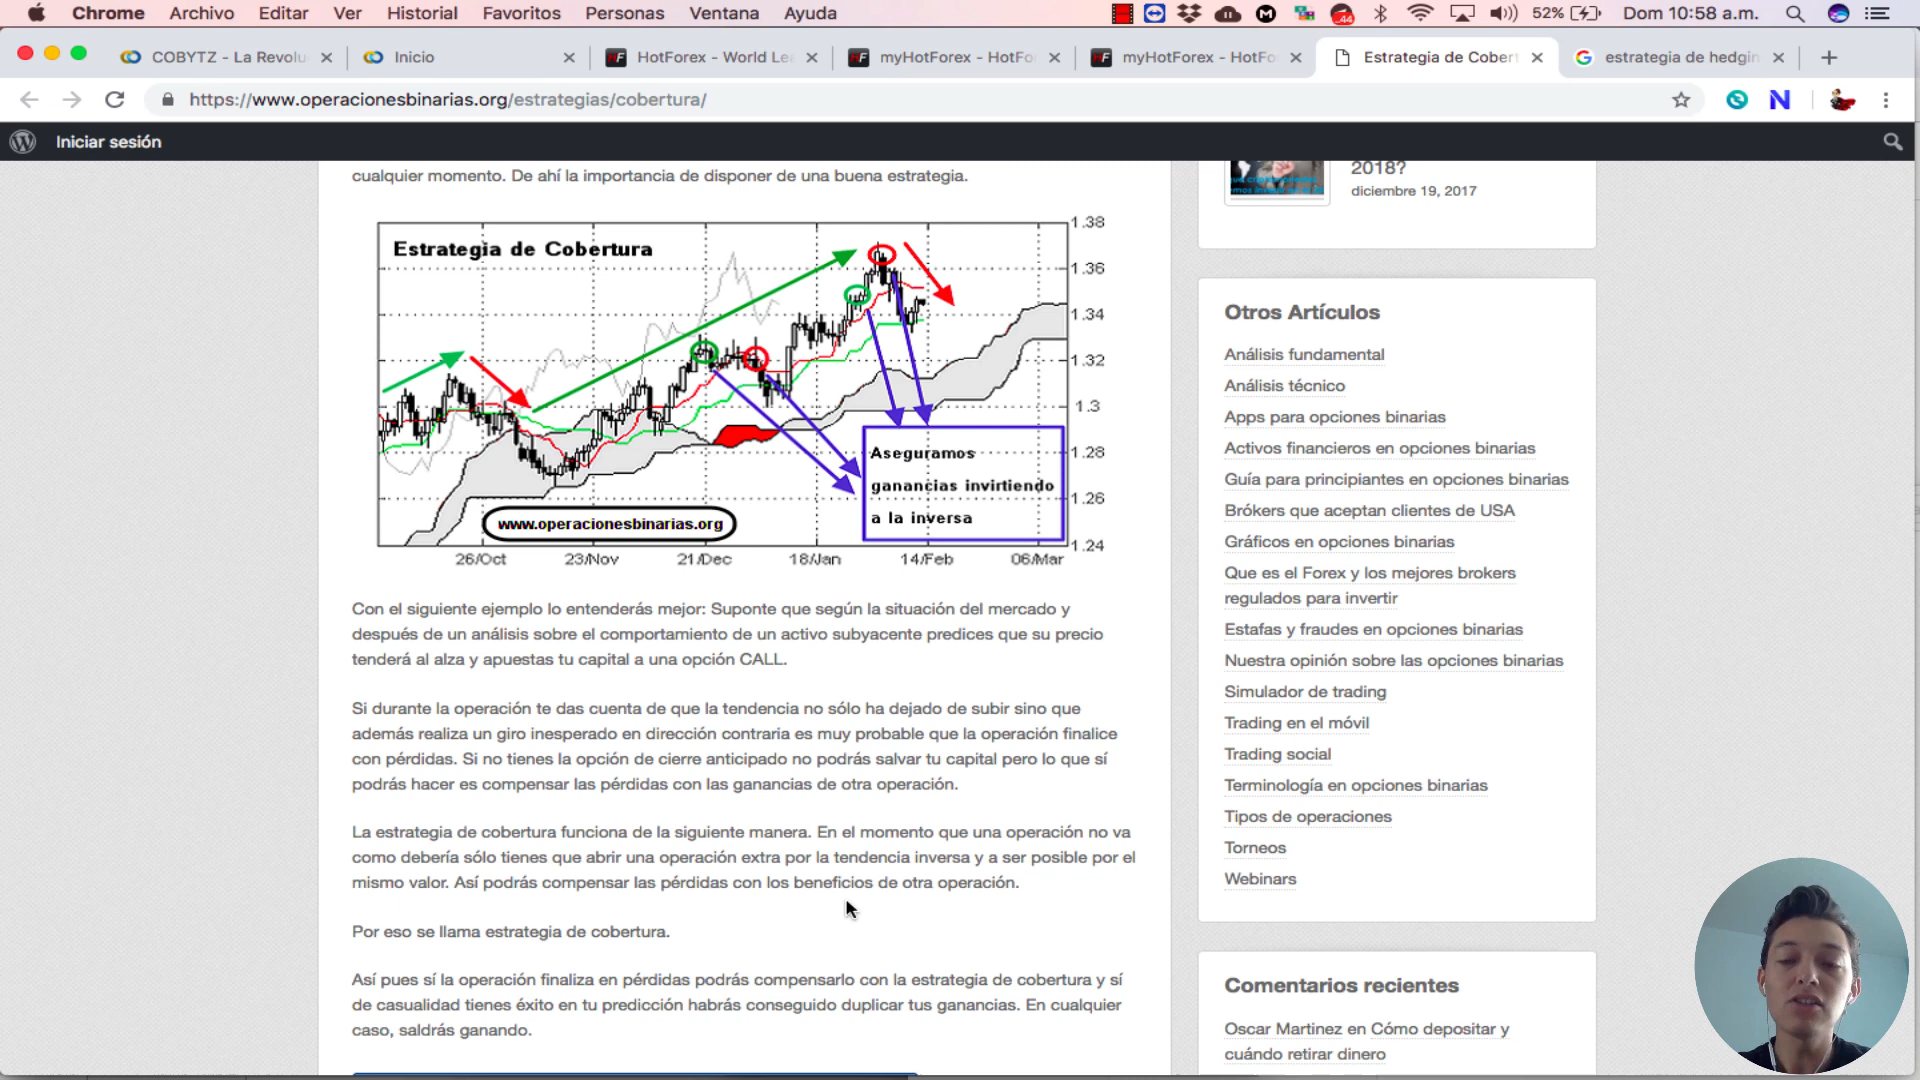 Chrome Archivo Editar Ver Historial Favoritos Personas Ventana Ayuda 44 52% Dom 10:58 a.m.
COBYTZ - La Revolu Inicio HotForex - World Lea myHotForex - HotFo myHotForex - HotFo Estrategia de Cobert estrategia de hedgin
https://www.operacionesbinarias.org/estrategias/cobertura/
Iniciar sesión
cualquier momento. De ahí la importancia de disponer de una buena estrategia.
Estrategia de Cobertura
1.38
1.36
1.34
1.32
1.3
1.28
1.26
1.24
Aseguramos
ganancias invirtiendo
a la inversa
www.operacionesbinarias.org
26/Oct 23/Nov 21/Dec 18/Jan 14/Feb 06/Mar
Con el siguiente ejemplo lo entenderás mejor: Suponte que según la situación del mercado y
después de un análisis sobre el comportamiento de un activo subyacente predices que su precio
tenderá al alza y apuestas tu capital a una opción CALL.
Si durante la operación te das cuenta de que la tendencia no sólo ha dejado de subir sino que
además realiza un giro inesperado en dirección contraria es muy probable que la operación finalice
con pérdidas. Si no tienes la opción de cierre anticipado no podrás salvar tu capital pero lo que sí
podrás hacer es compensar las pérdidas con las ganancias de otra operación.
La estrategia de cobertura funciona de la siguiente manera. En el momento que una operación no va
como debería sólo tienes que abrir una operación extra por la tendencia inversa y a ser posible por el
mismo valor. Así podrás compensar las pérdidas con los beneficios de otra operación.
Por eso se llama estrategia de cobertura.
Así pues sí la operación finaliza en pérdidas podrás compensarlo con la estrategia de cobertura y sí
de casualidad tienes éxito en tu predicción habrás conseguido duplicar tus ganancias. En cualquier
caso, saldrás ganando.
2018?
diciembre 19, 2017
Otros Artículos
Análisis fundamental
Análisis técnico
Apps para opciones binarias
Activos financieros en opciones binarias
Guía para principiantes en opciones binarias
Brókers que aceptan clientes de USA
Gráficos en opciones binarias
Que es el Forex y los mejores brokers
regulados para invertir
Estafas y fraudes en opciones binarias
Nuestra opinión sobre las opciones binarias
Simulador de trading
Trading en el móvil
Trading social
Terminología en opciones binarias
Tipos de operaciones
Torneos
Webinars
Comentarios recientes
Oscar Martinez en Cómo depositar y
cuándo retirar dinero